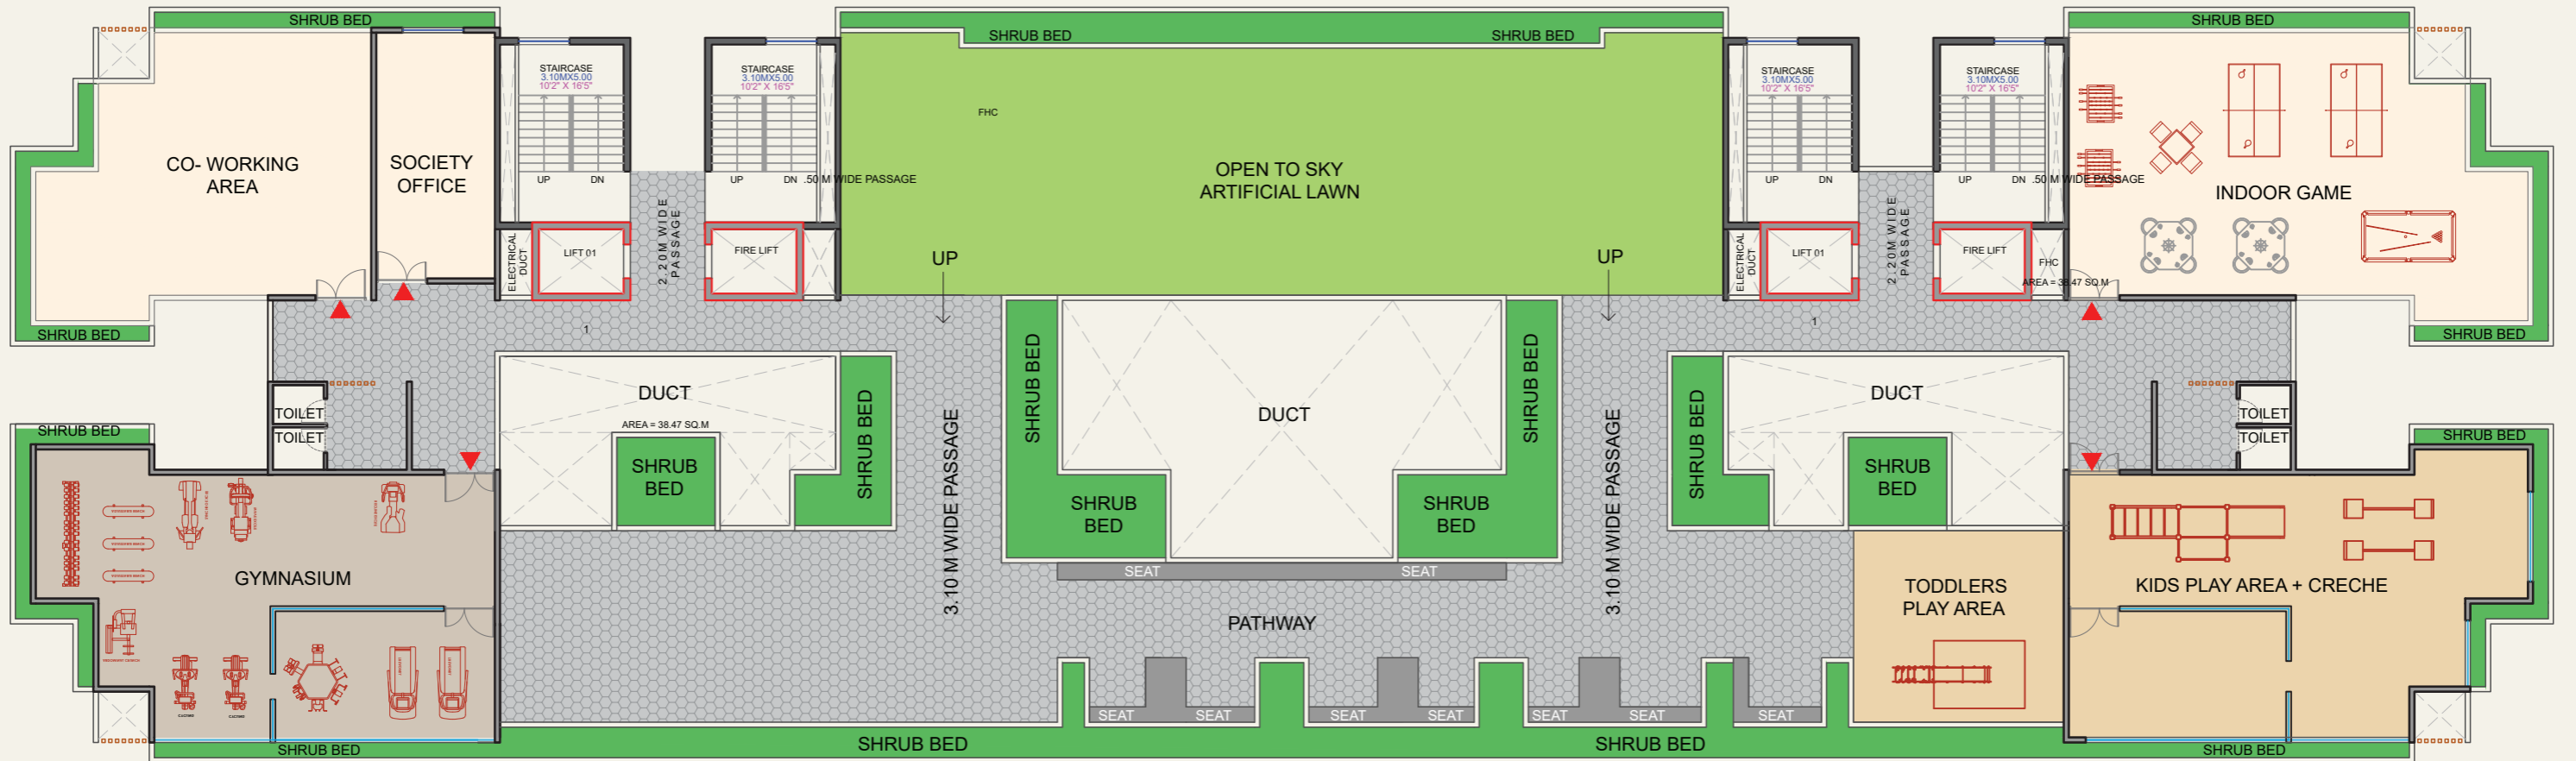 SHRUB BED
SHRUB BED
SHRUB BED
SHRUB BED
STAIRCASE
3.10MX5.00
10'2" X 16'5"
STAIRCASE
3.10MX5.00
10'2" X 16'5"
STAIRCASE
3.10MX5.00
10'2" X 16'5"
STAIRCASE
3.10MX5.00
10'2" X 16'5"
FHC
CO- WORKING
AREA
SOCIETY
OFFICE
OPEN TO SKY
ARTIFICIAL LAWN
UP
DN
UP
DN
.50 M WIDE PASSAGE
UP
DN
UP
DN
.50 M WIDE PASSAGE
INDOOR GAME
2.20M WIDE
PASSAGE
2.20M WIDE
PASSAGE
ELECTRICAL
DUCT
LIFT 01
FIRE LIFT
UP
UP
ELECTRICAL
DUCT
LIFT 01
FIRE LIFT
FHC
AREA = 38.47 SQ.M
1
1
SHRUB BED
SHRUB BED
SHRUB BED
SHRUB BED
DUCT
AREA = 38.47 SQ.M
SHRUB BED
DUCT
SHRUB BED
DUCT
TOILET
TOILET
TOILET
TOILET
SHRUB BED
SHRUB BED
SHRUB
BED
SHRUB
BED
SHRUB
BED
SHRUB
BED
3.10 M WIDE PASSAGE
3.10 M WIDE PASSAGE
SEAT
SEAT
GYMNASIUM
PATHWAY
TODDLERS
PLAY AREA
KIDS PLAY AREA + CRECHE
SEAT
SEAT
SEAT
SEAT
SEAT
SEAT
SEAT
SHRUB BED
SHRUB BED
SHRUB BED
SHRUB BED